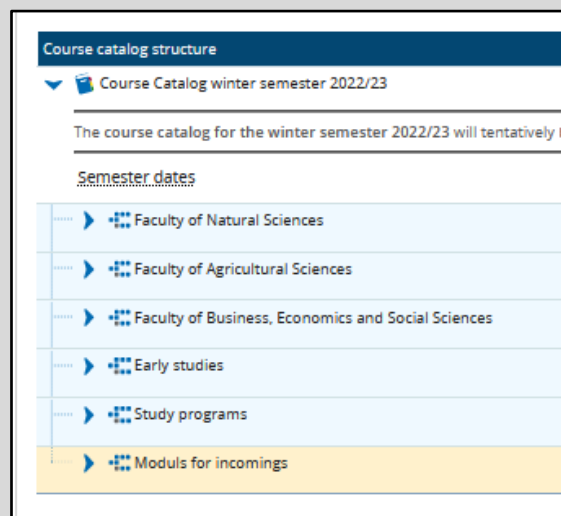 Course catalog structure
Course Catalog winter semester 2022/23
The course catalog for the winter semester 2022/23 will tentatively
Semester dates
Faculty of Natural Sciences
Faculty of Agricultural Sciences
Faculty of Business, Economics and Social Sciences
Early studies
Study programs
Moduls for incomings